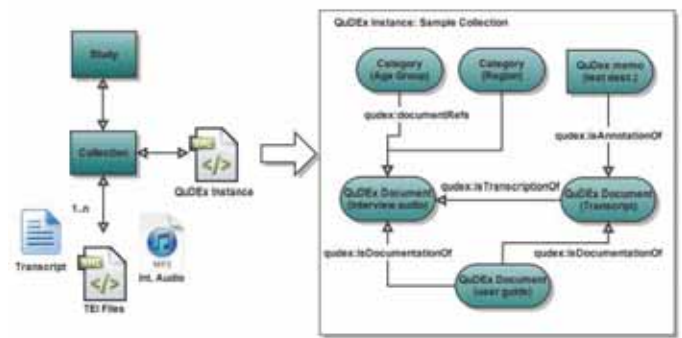 QuDEx Instance: Sample Collection
Study
Category
(Age Group)
Category
(Region)
QuDex memo
(text desc.)
qudex:documentRefs
qudex:isAnnotationOf
Collection
</>
QuDEx Instance
QuDEx Document
(Interview audio)
qudex:isTranscriptionOf
QuDEx Document
(Transcript)
1..n
Transcript
MP3
Int. Audio
</>
TEI Files
qudex:isDocumentationOf
qudex:isDocumentationOf
QuDEx Document
(user guide)